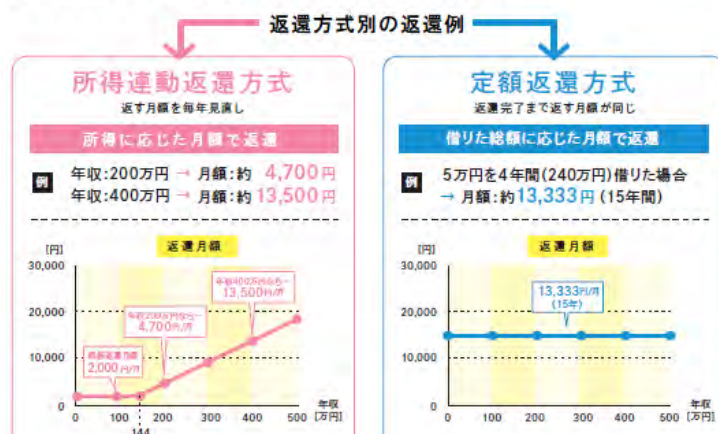 返還方式別の返還例
所得連動返還方式
返す月額を毎年見直し
所得に応じた月額で返還
例
年収:200万円 → 月額:約 4,700円
年収:400万円 → 月額:約 13,500円
返還月額
[円]
30,000
20,000
10,000
0
年収400万円なら…
13,500円/月
年収200万円なら…
4,700円/月
最低返還月額
2,000円/月
0 100 200 300 400 500
144
年収
[万円]
定額返還方式
返還完了まで返す月額が同じ
借りた総額に応じた月額で返還
例
5万円を4年間(240万円)借りた場合
→ 月額:約13,333円 (15年間)
返還月額
[円]
30,000
20,000
10,000
0
13,333円/月
(15年)
0 100 200 300 400 500
年収
[万円]